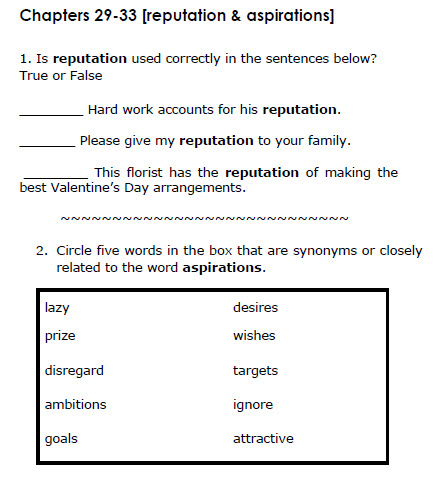 Chapters 29-33 [reputation & aspirations]
1. Is reputation used correctly in the sentences below?
True or False
_________ Hard work accounts for his reputation.
________ Please give my reputation to your family.
_________ This florist has the reputation of making the
best Valentine's Day arrangements.
~~~~~~~~~~~~~~~~~~~~~~~~~~~~
2. Circle five words in the box that are synonyms or closely
related to the word aspirations.
lazy desires
prize wishes
disregard targets
ambitions ignore
goals attractive